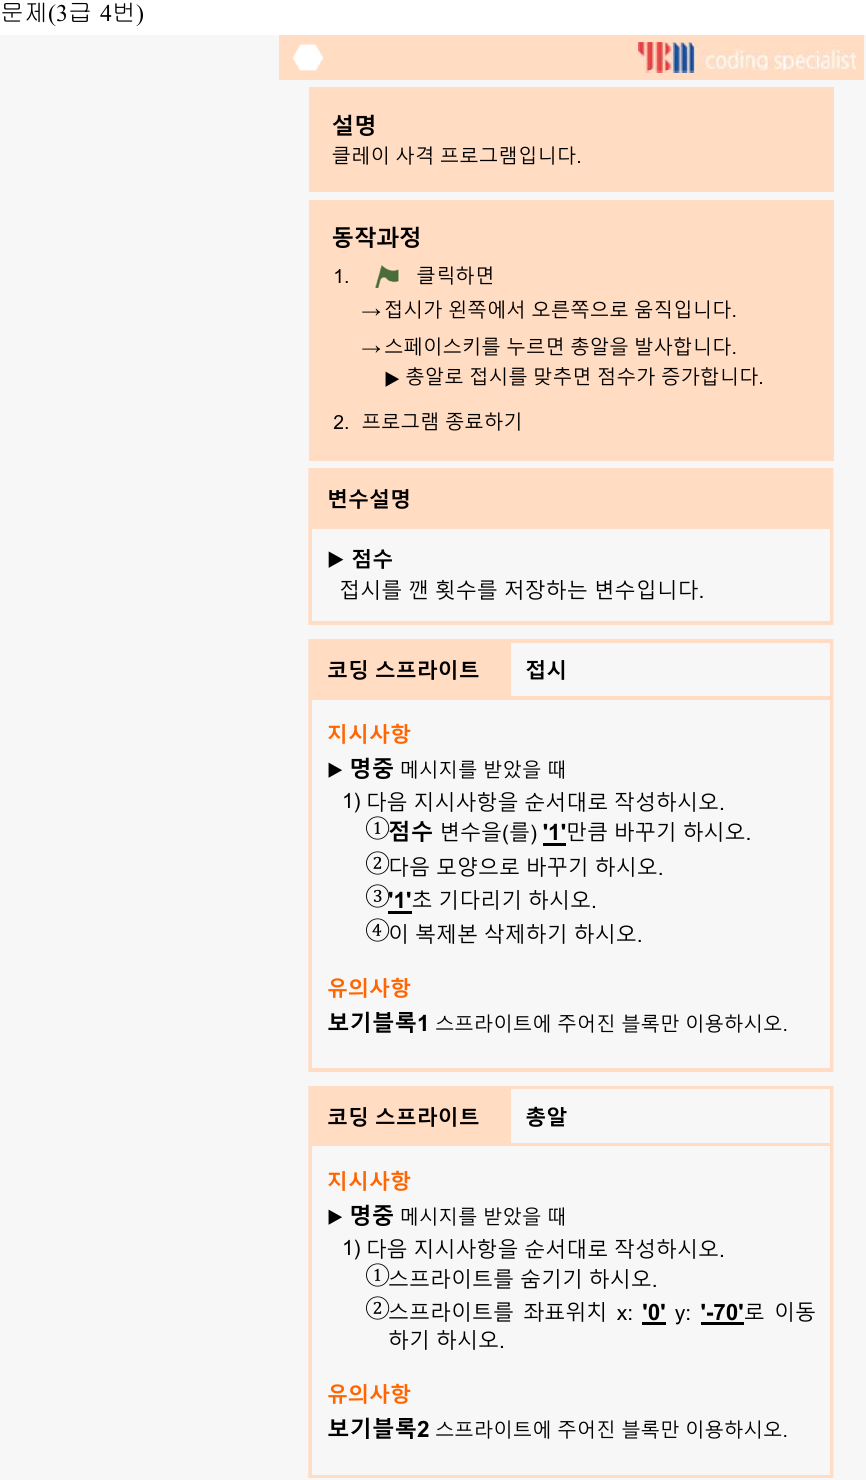 문제(3급 4번)
YBM coding specialist
설명
클레이 사격 프로그램입니다.
동작과정
1. 클릭하면
→접시가 왼쪽에서 오른쪽으로 움직입니다.
→스페이스키를 누르면 총알을 발사합니다.
▶ 총알로 접시를 맞추면 점수가 증가합니다.
2. 프로그램 종료하기
변수설명
▶ 점수
접시를 깬 횟수를 저장하는 변수입니다.
코딩 스프라이트 접시
지시사항
▶ 명중 메시지를 받았을 때
1) 다음 지시사항을 순서대로 작성하시오.
①점수 변수을(를) '1'만큼 바꾸기 하시오.
②다음 모양으로 바꾸기 하시오.
③'1'초 기다리기 하시오.
④이 복제본 삭제하기 하시오.
유의사항
보기블록1 스프라이트에 주어진 블록만 이용하시오.
코딩 스프라이트 총알
지시사항
▶ 명중 메시지를 받았을 때
1) 다음 지시사항을 순서대로 작성하시오.
①스프라이트를 숨기기 하시오.
②스프라이트를 좌표위치 x: '0' y: '-70'로 이동
하기 하시오.
유의사항
보기블록2 스프라이트에 주어진 블록만 이용하시오.